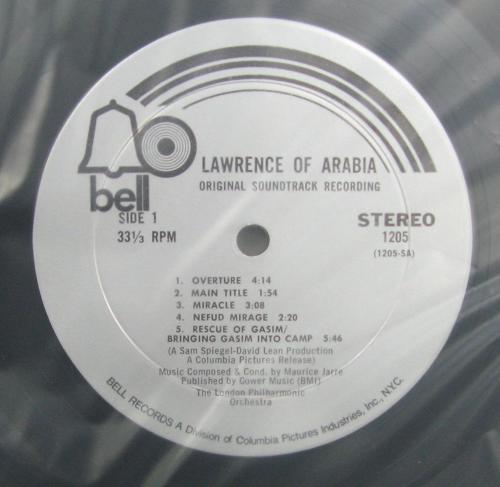 LAWRENCE OF ARABIA
ORIGINAL SOUNDTRACK RECORDING
bell
SIDE 1
33⅓ RPM
STEREO
1205
(1205-SA)
1. OVERTURE 4:14
2. MAIN TITLE 1:54
3. MIRACLE 3:08
4. NEFUD MIRAGE 2:20
5. RESCUE OF GASIM/
BRINGING GASIM INTO CAMP 5:46
(A Sam Spiegel-David Lean Production
A Columbia Pictures Release)
Music Composed & Cond. by Maurice Jarre
Published by Gower Music (BMI)
The London Philharmonic
Orchestra
BELL RECORDS A Division of Columbia Pictures Industries, Inc., N.Y.C.